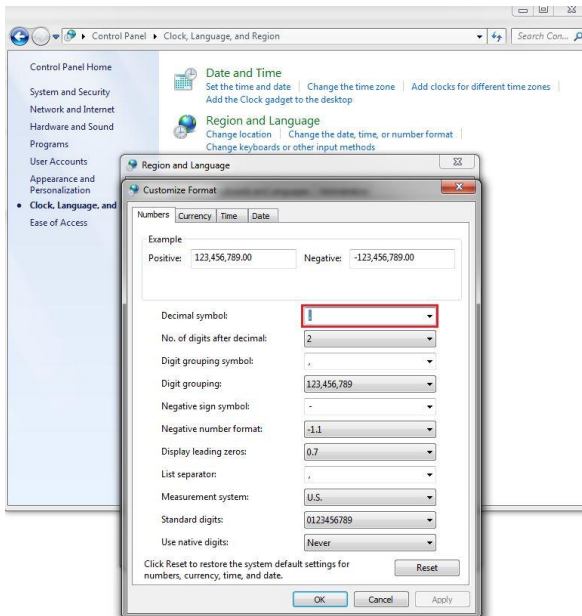 Control Panel ▸ Clock, Language, and Region
Search Con...
Control Panel Home
System and Security
Network and Internet
Hardware and Sound
Programs
User Accounts
Appearance and
Personalization
Clock, Language, and
Ease of Access
Date and Time
Set the time and date | Change the time zone | Add clocks for different time zones
Add the Clock gadget to the desktop
Region and Language
Change location | Change the date, time, or number format
Change keyboards or other input methods
Region and Language
Customize Format
Numbers Currency Time Date
Example
Positive: 123,456,789.00 Negative: -123,456,789.00
Decimal symbol: .
No. of digits after decimal: 2
Digit grouping symbol: ,
Digit grouping: 123,456,789
Negative sign symbol: -
Negative number format: -1.1
Display leading zeros: 0.7
List separator: ,
Measurement system: U.S.
Standard digits: 0123456789
Use native digits: Never
Click Reset to restore the system default settings for
numbers, currency, time, and date.
Reset
OK Cancel Apply